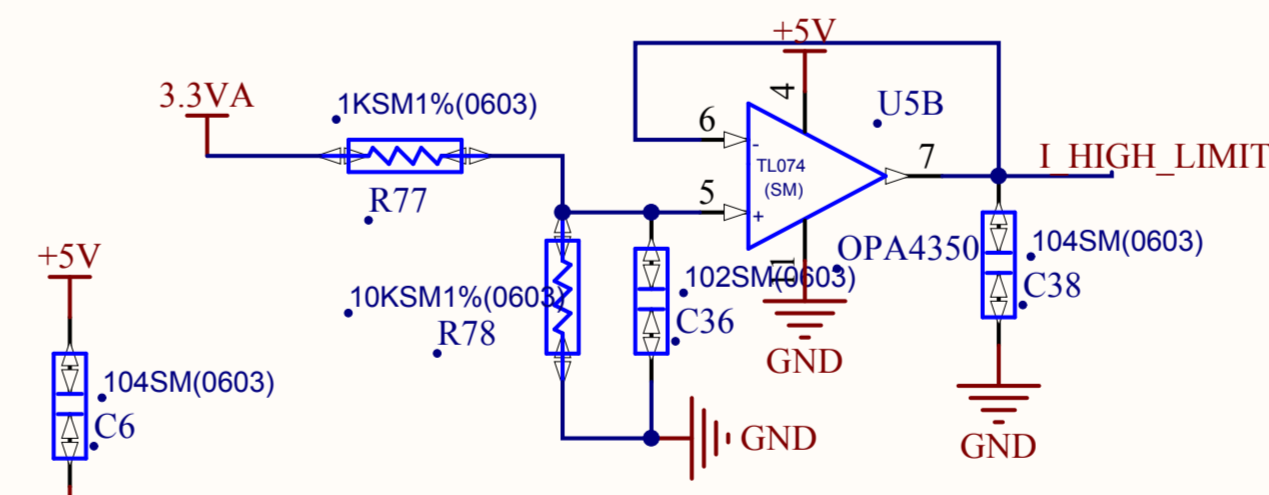 +5V
3.3VA
1KSM1%(0603)
4
U5B
6
-
TL074
(SM)
7
I_HIGH_LIMIT
R77
5
+
+5V
OPA4350
104SM(0603)
10KSM1%(0603)
102SM(0603)
11
C38
R78
C36
GND
104SM(0603)
C6
GND
GND